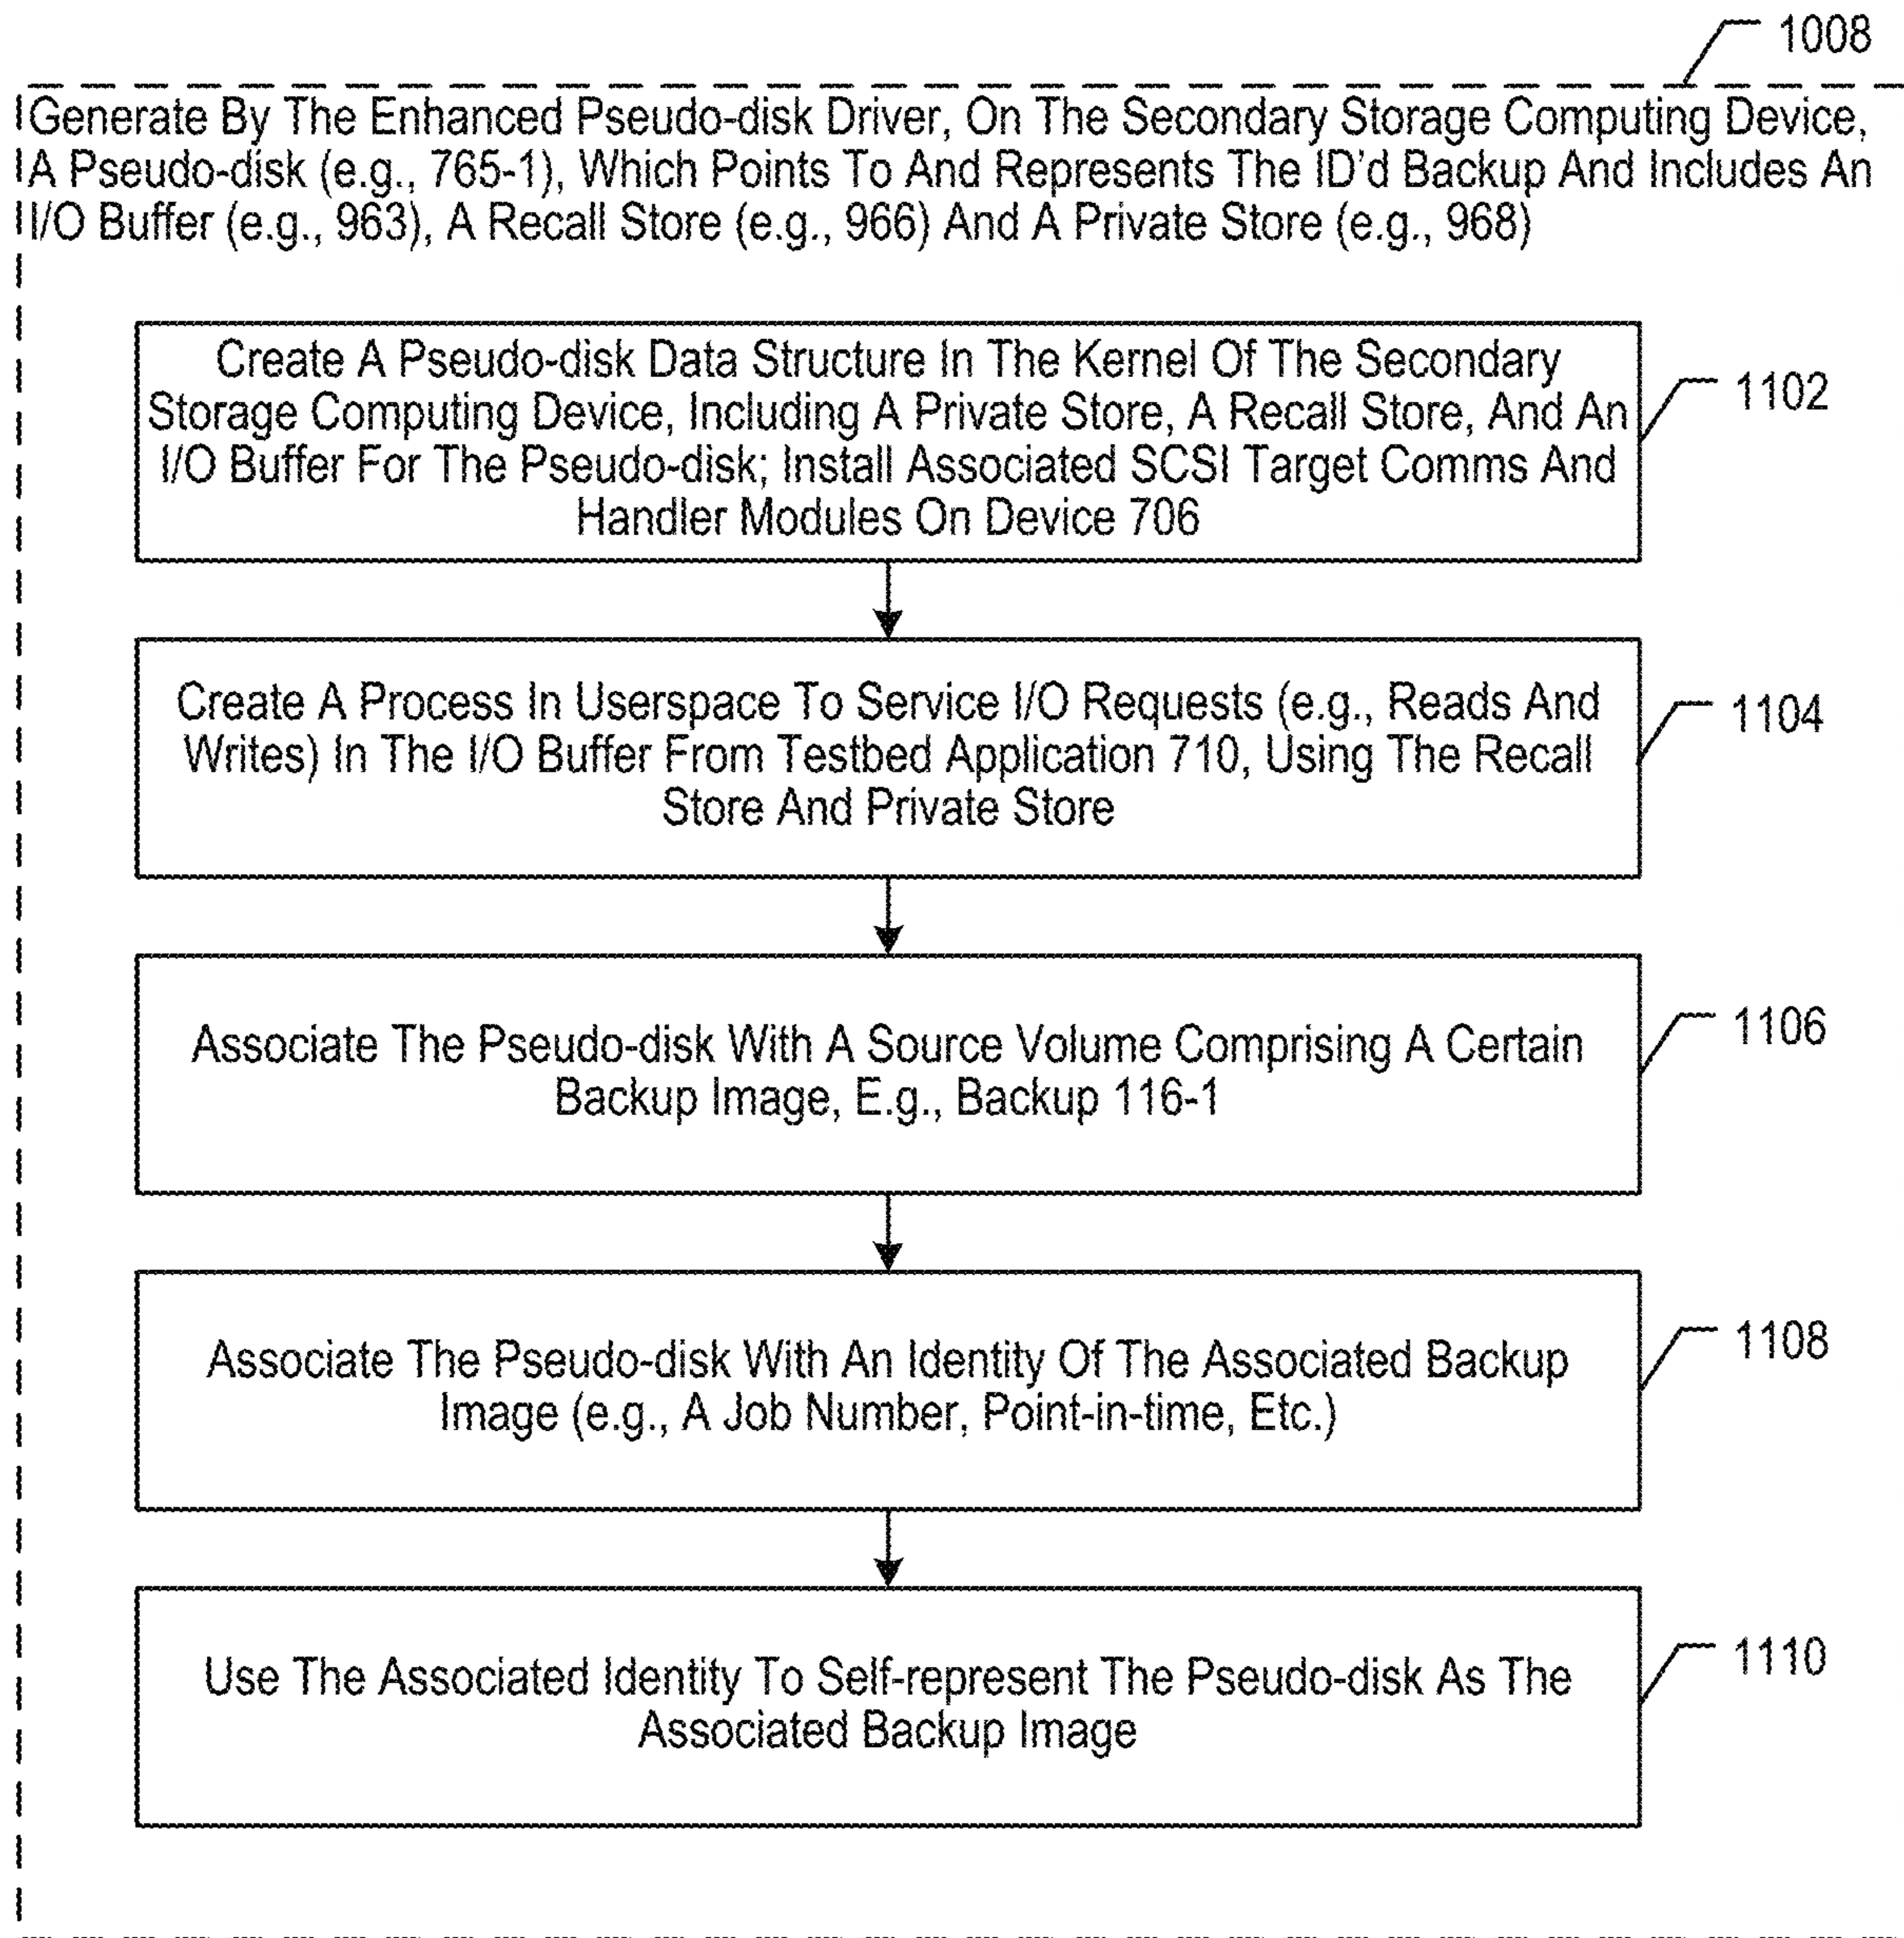 1008
Generate By The Enhanced Pseudo-disk Driver, On The Secondary Storage Computing Device,
A Pseudo-disk (e.g., 765-1), Which Points To And Represents The ID'd Backup And Includes An
I/O Buffer (e.g., 963), A Recall Store (e.g., 966) And A Private Store (e.g., 968)
Create A Pseudo-disk Data Structure In The Kernel Of The Secondary
Storage Computing Device, Including A Private Store, A Recall Store, And An
I/O Buffer For The Pseudo-disk; Install Associated SCSI Target Comms And
Handler Modules On Device 706
1102
Create A Process In Userspace To Service I/O Requests (e.g., Reads And
Writes) In The I/O Buffer From Testbed Application 710, Using The Recall
Store And Private Store
1104
Associate The Pseudo-disk With A Source Volume Comprising A Certain
Backup Image, E.g., Backup 116-1
1106
Associate The Pseudo-disk With An Identity Of The Associated Backup
Image (e.g., A Job Number, Point-in-time, Etc.)
1108
Use The Associated Identity To Self-represent The Pseudo-disk As The
Associated Backup Image
1110